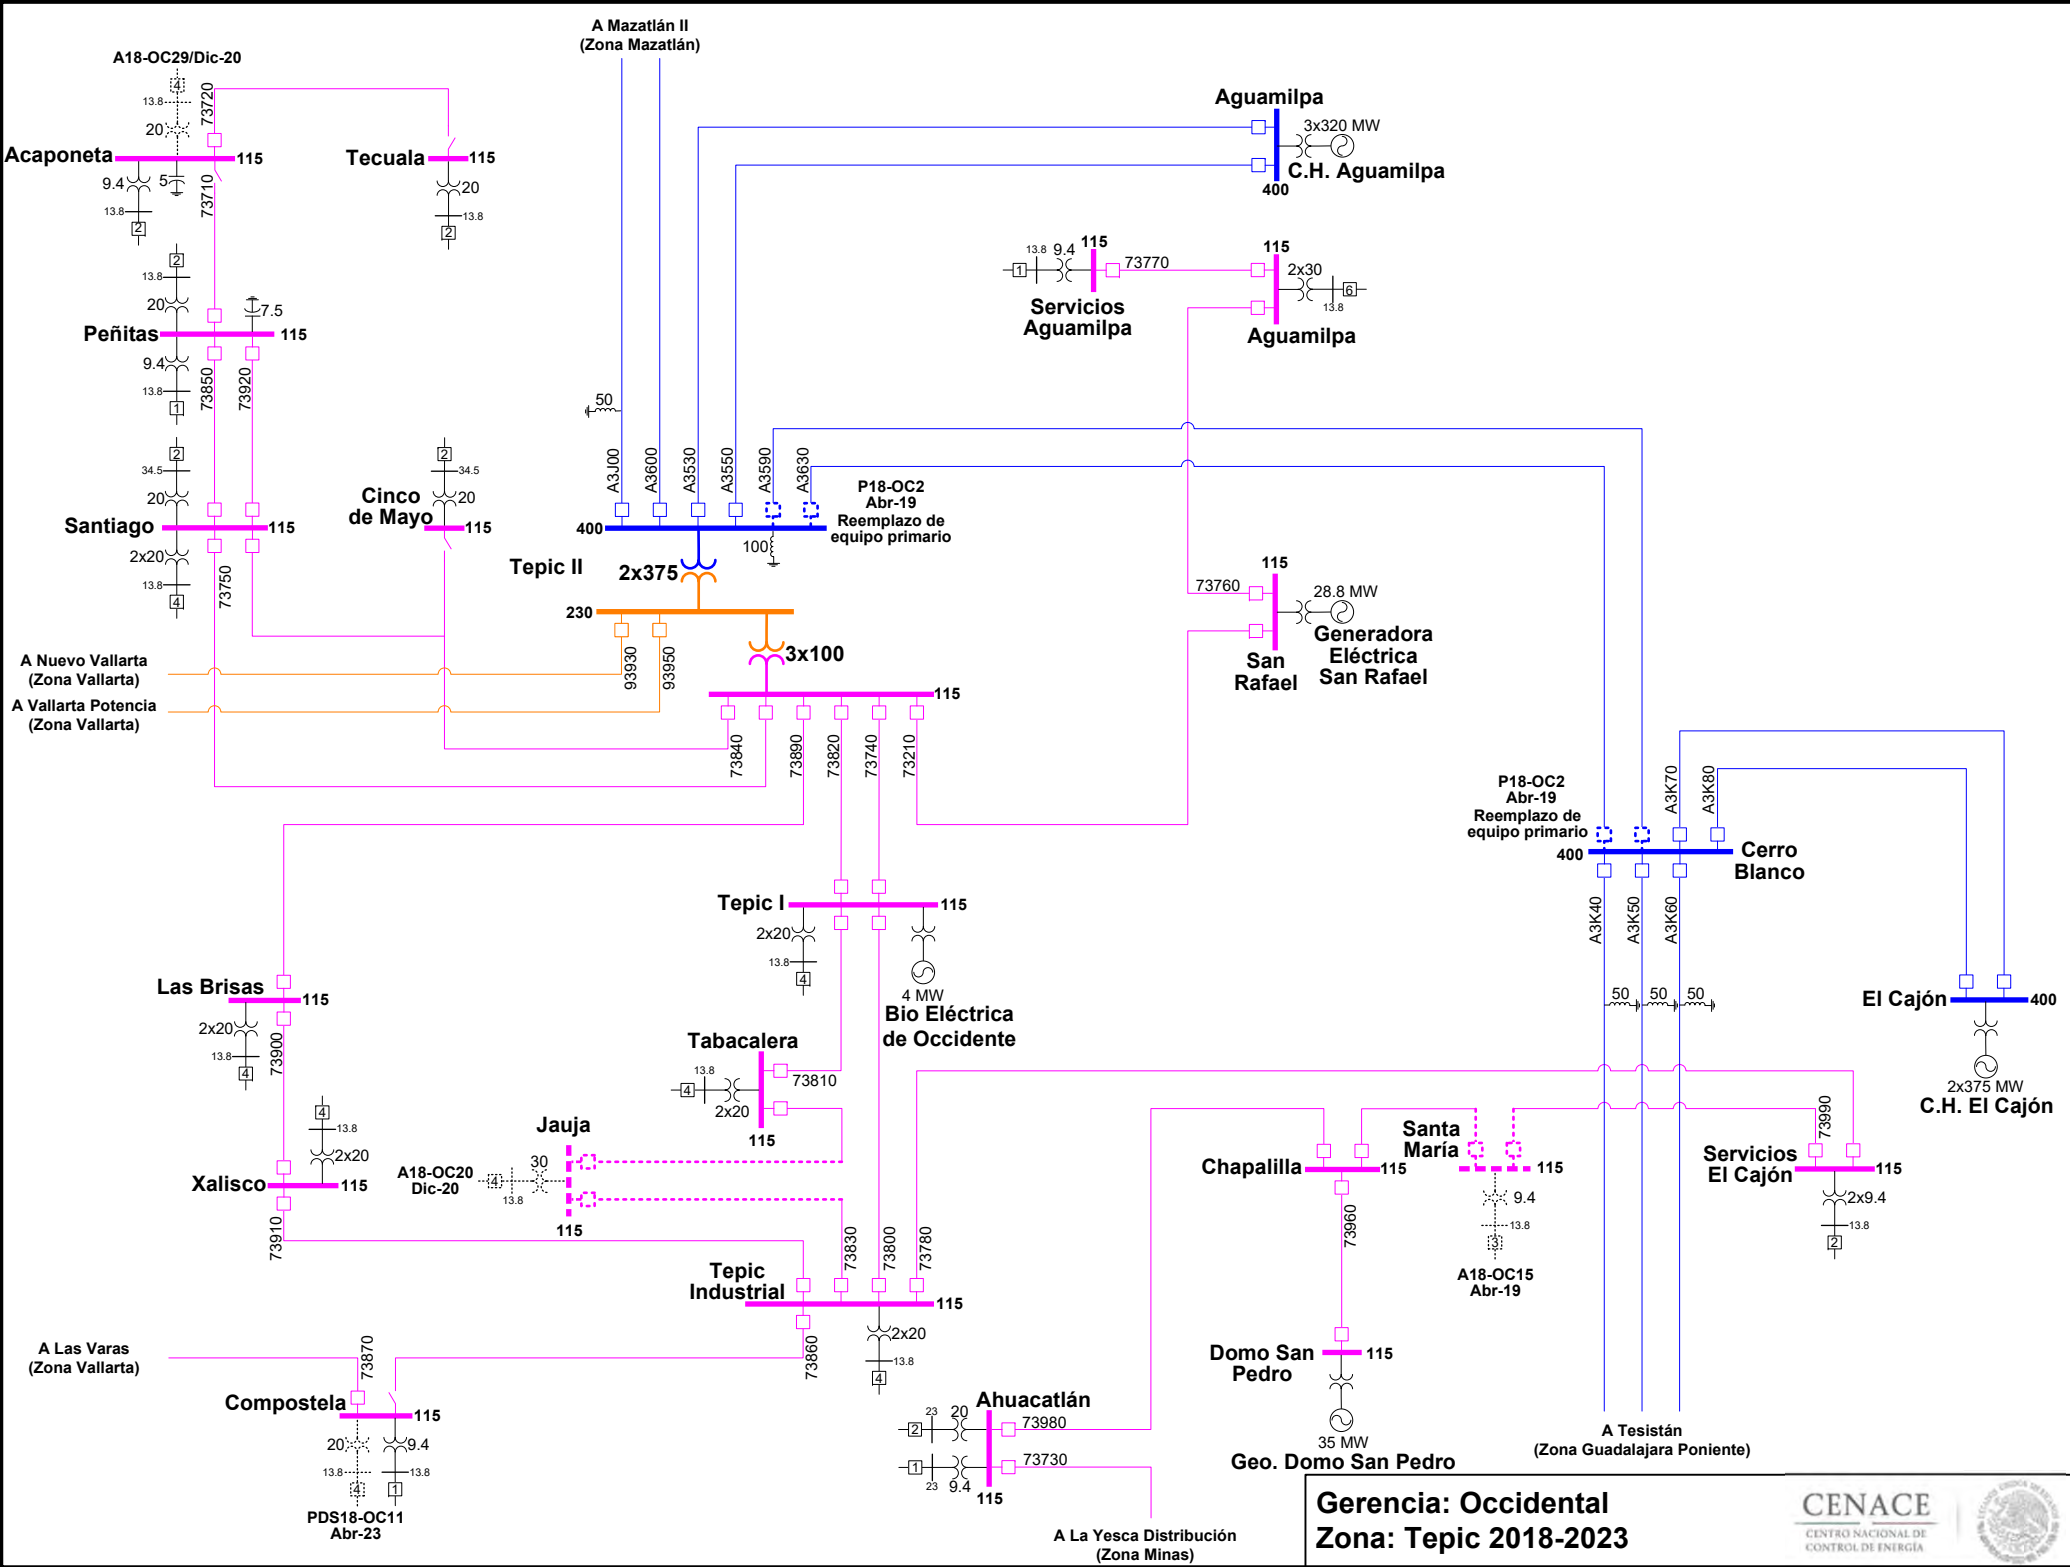 A Mazatlán II
(Zona Mazatlán)
A18-OC29/Dic-20
4
13.8
20
73720
Acaponeta
115
9.4
5
13.8
2
73710
Tecuala
115
20
13.8
2
Aguamilpa
3x320 MW
C.H. Aguamilpa
400
2
13.8
20
7.5
Peñitas
115
9.4
13.8
1
73850
73920
13.8
9.4
115
1
73770
Servicios
Aguamilpa
115
2x30
6
13.8
Aguamilpa
50
2
34.5
20
Santiago
115
2x20
13.8
4
73750
2
34.5
20
Cinco
de Mayo
115
A3J00
A3600
A3530
A3550
A3590
A3630
P18-OC2
Abr-19
Reemplazo de
equipo primario
400
100
Tepic II
2x375
230
93930
93950
3x100
115
A Nuevo Vallarta
(Zona Vallarta)
A Vallarta Potencia
(Zona Vallarta)
73840
73890
73820
73740
73210
115
73760
28.8 MW
Generadora
Eléctrica
San Rafael
San
Rafael
P18-OC2
Abr-19
Reemplazo de
equipo primario
A3K70
A3K80
400
Cerro
Blanco
A3K40
A3K50
A3K60
50
50
50
El Cajón
400
2x375 MW
C.H. El Cajón
Tepic I
115
2x20
13.8
4
4 MW
Bio Eléctrica
de Occidente
Las Brisas
115
2x20
13.8
4
73900
Tabacalera
13.8
4
2x20
73810
115
4
13.8
2x20
Xalisco
115
73910
Jauja
A18-OC20
Dic-20
30
4
13.8
115
73830
73800
73780
Tepic
Industrial
115
2x20
13.8
4
73860
Chapalilla
115
73960
Santa
María
115
9.4
13.8
3
A18-OC15
Abr-19
73990
Servicios
El Cajón
115
2x9.4
13.8
2
Domo San
Pedro
115
35 MW
Geo. Domo San Pedro
A Las Varas
(Zona Vallarta)
73870
Compostela
115
20
9.4
13.8
13.8
4
1
PDS18-OC11
Abr-23
Ahuacatlán
23
20
2
73980
1
73730
23
9.4
115
A La Yesca Distribución
(Zona Minas)
A Tesistán
(Zona Guadalajara Poniente)
Gerencia: Occidental
Zona: Tepic 2018-2023
CENACE
CENTRO NACIONAL DE
CONTROL DE ENERGÍA